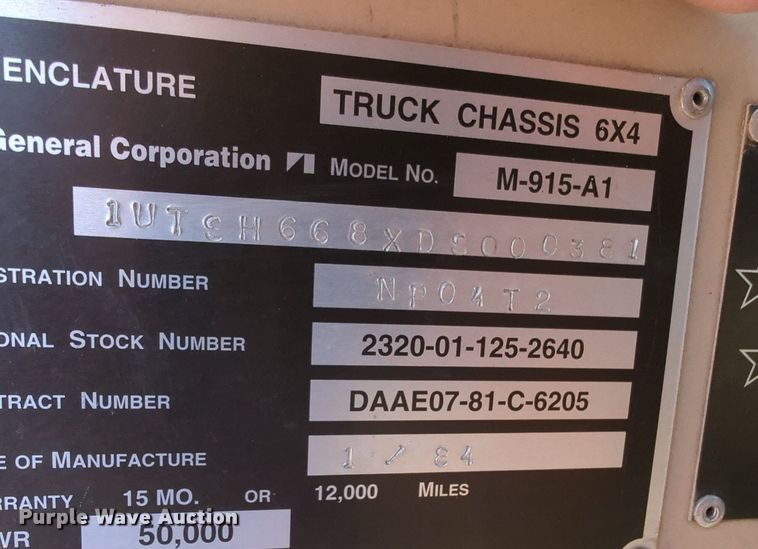 ENCLATURE TRUCK CHASSIS 6X4
General Corporation MODEL NO. M-915-A1
1UTSH668XDS000381
STRATION NUMBER NP04T2
ONAL STOCK NUMBER 2320-01-125-2640
TRACT NUMBER DAAE07-81-C-6205
E OF MANUFACTURE 1/84
RRANTY 15 MO. OR 12,000 MILES
WR 50,000
Purple Wave Auction